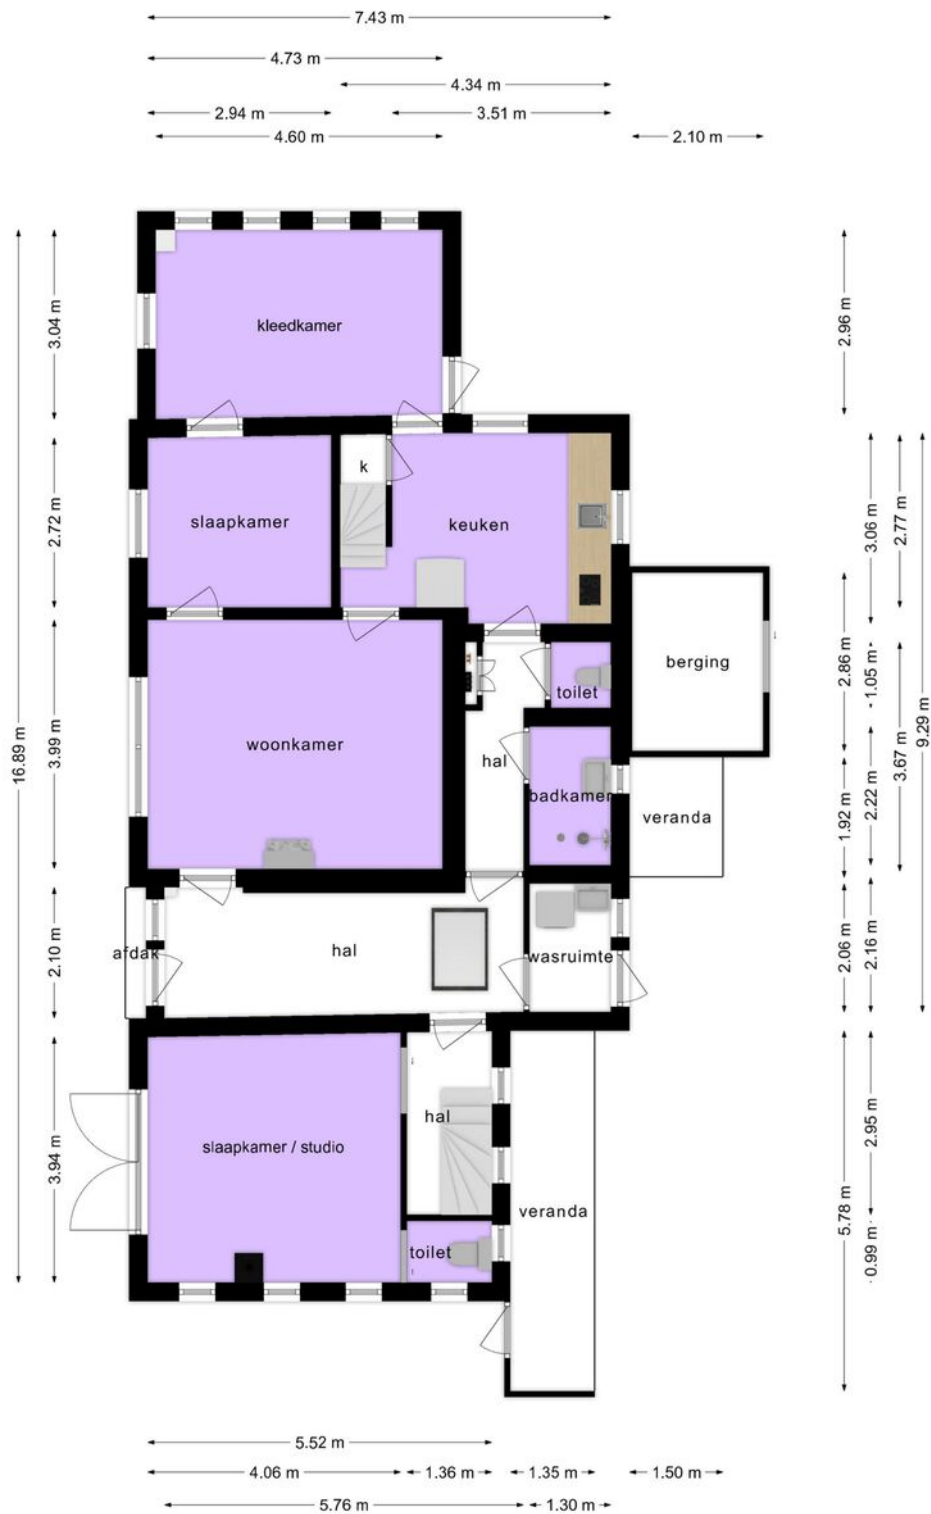 7.43 m
4.73 m
4.34 m
2.94 m
3.51 m
4.60 m
2.10 m
16.89 m
3.04 m
2.72 m
3.99 m
2.10 m
3.94 m
kleedkamer
slaapkamer
k
keuken
berging
toilet
woonkamer
hal
badkamer
veranda
afdak
hal
wasruimte
hal
slaapkamer / studio
veranda
toilet
2.96 m
3.06 m
2.77 m
9.29 m
2.86 m
1.05 m
3.67 m
1.92 m
2.22 m
2.06 m
2.16 m
2.95 m
5.78 m
0.99 m
5.52 m
4.06 m
1.36 m
1.35 m
1.50 m
5.76 m
1.30 m